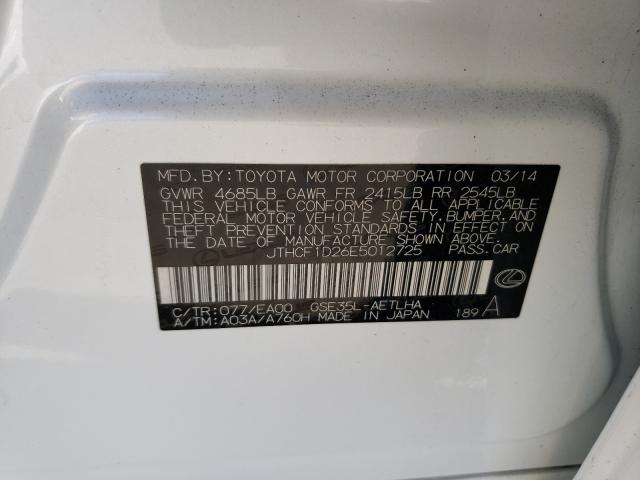 MFD. BY: TOYOTA MOTOR CORPORATION 03/14
GVWR 4685LB GAWR FR 2415LB RR 2545LB
THIS VEHICLE CONFORMS TO ALL APPLICABLE
FEDERAL MOTOR VEHICLE SAFETY, BUMPER, AND
THEFT PREVENTION STANDARDS IN EFFECT ON
THE DATE OF MANUFACTURE SHOWN ABOVE.
JTHCF1D26E5012725 PASS. CAR
C/TR: 077/EA00 GSE35L-AETLHA
A/TM: A03A/A760H MADE IN JAPAN 189 A